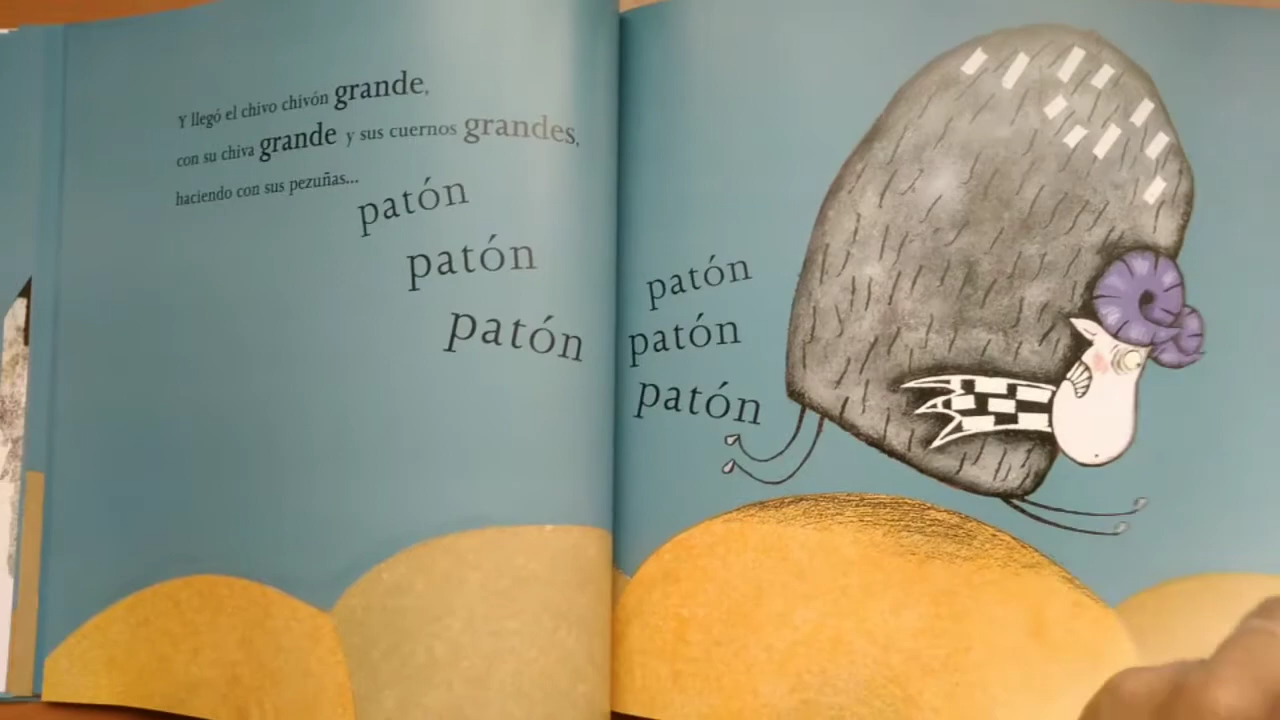 Y llegó el chivo chivón grande,
con su chiva grande y sus cuernos grandes,
haciendo con sus pezuñas...
patón
patón
patón
patón
patón
patón